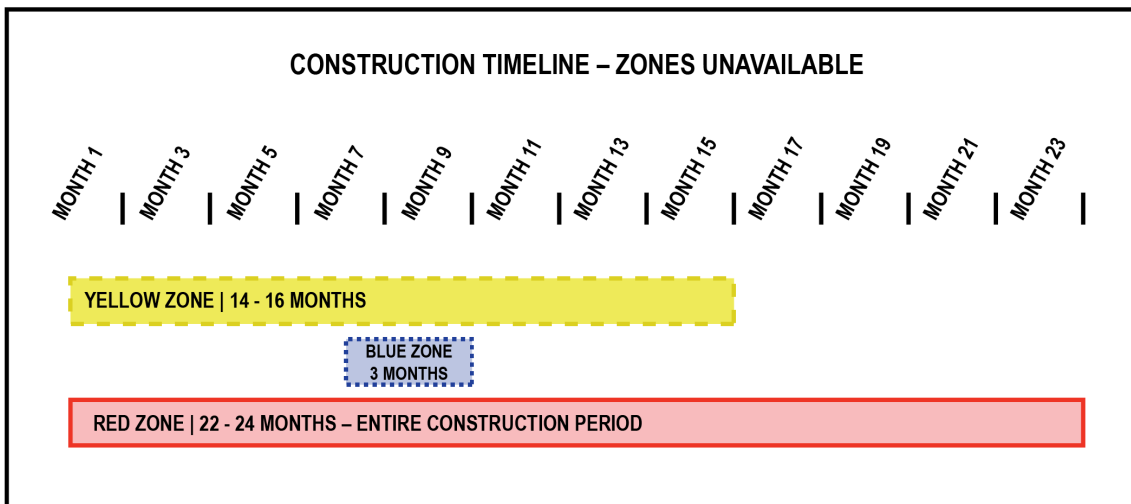 CONSTRUCTION TIMELINE – ZONES UNAVAILABLE
MONTH 1
MONTH 3
MONTH 5
MONTH 7
MONTH 9
MONTH 11
MONTH 13
MONTH 15
MONTH 17
MONTH 19
MONTH 21
MONTH 23
YELLOW ZONE | 14 - 16 MONTHS
BLUE ZONE
3 MONTHS
RED ZONE | 22 - 24 MONTHS – ENTIRE CONSTRUCTION PERIOD